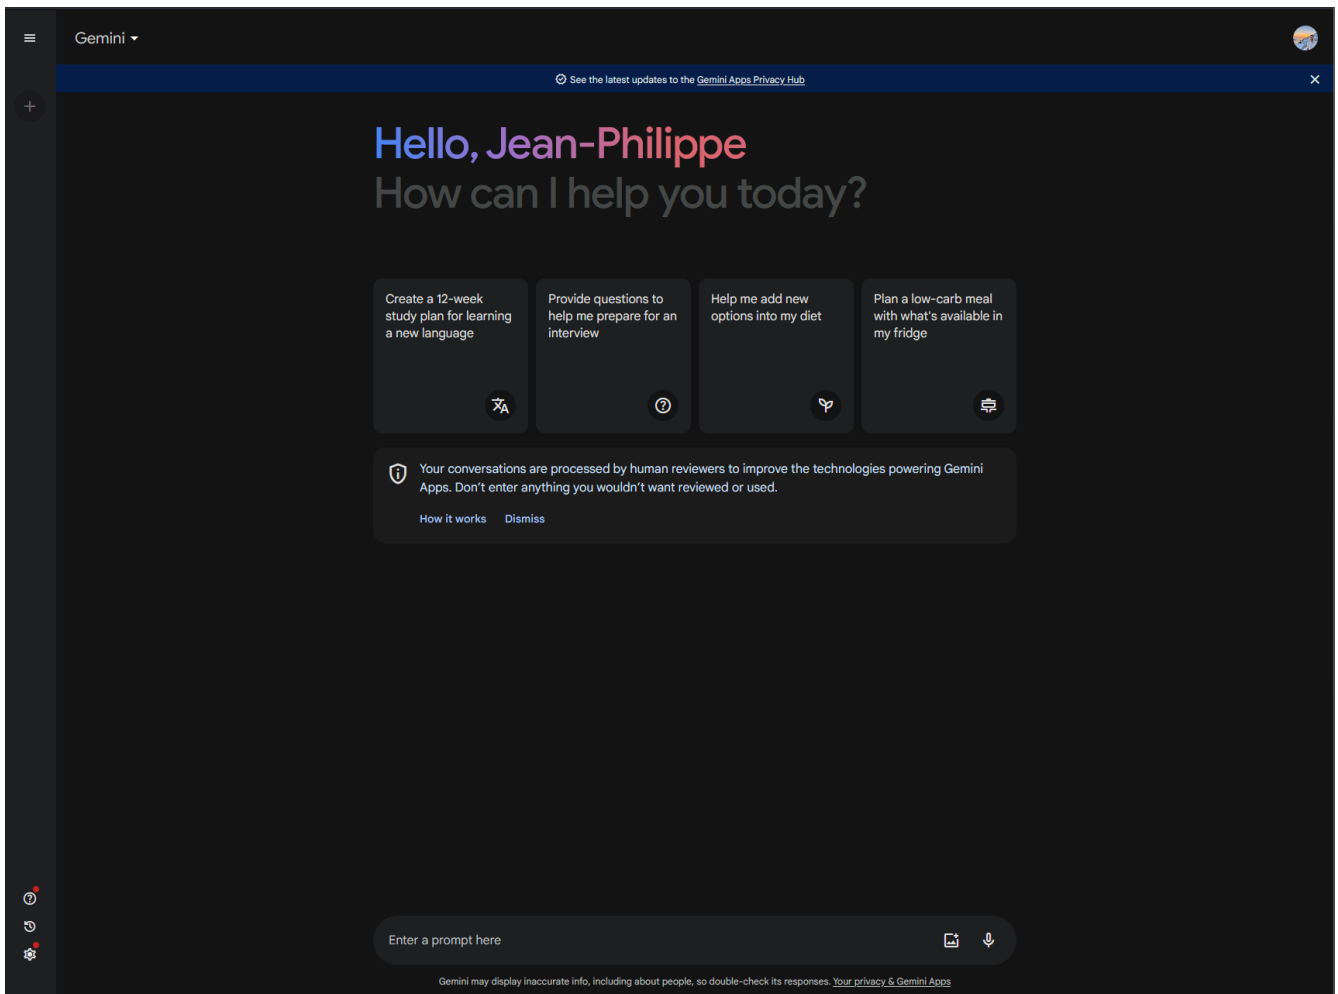 Gemini
See the latest updates to the Gemini Apps Privacy Hub
Hello, Jean-Philippe
How can I help you today?
Create a 12-week
study plan for learning
a new language
Provide questions to
help me prepare for an
interview
Help me add new
options into my diet
Plan a low-carb meal
with what's available in
my fridge
Your conversations are processed by human reviewers to improve the technologies powering Gemini
Apps. Don't enter anything you wouldn't want reviewed or used.
How it works Dismiss
Enter a prompt here
Gemini may display inaccurate info, including about people, so double-check its responses. Your privacy & Gemini Apps